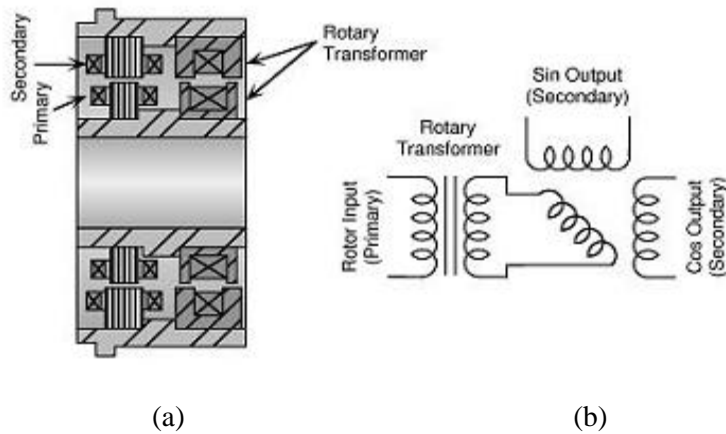 Secondary
Primary
Rotary
Transformer
Sin Output
(Secondary)
Rotary
Transformer
Rotor Input
(Primary)
Cos Output
(Secondary)
(a)
(b)